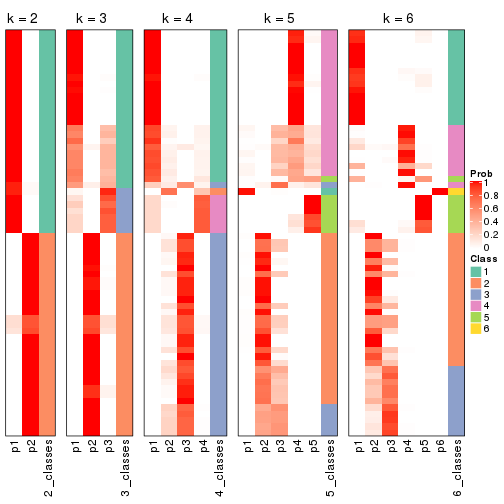 k = 2
k = 3
k = 4
k = 5
k = 6
p1
p2
2_classes
p1
p2
p3
3_classes
p1
p2
p3
p4
4_classes
p1
p2
p3
p4
p5
5_classes
p1
p2
p3
p4
p5
p6
6_classes
Prob
1
0.8
0.6
0.4
0.2
0
Class
1
2
3
4
5
6